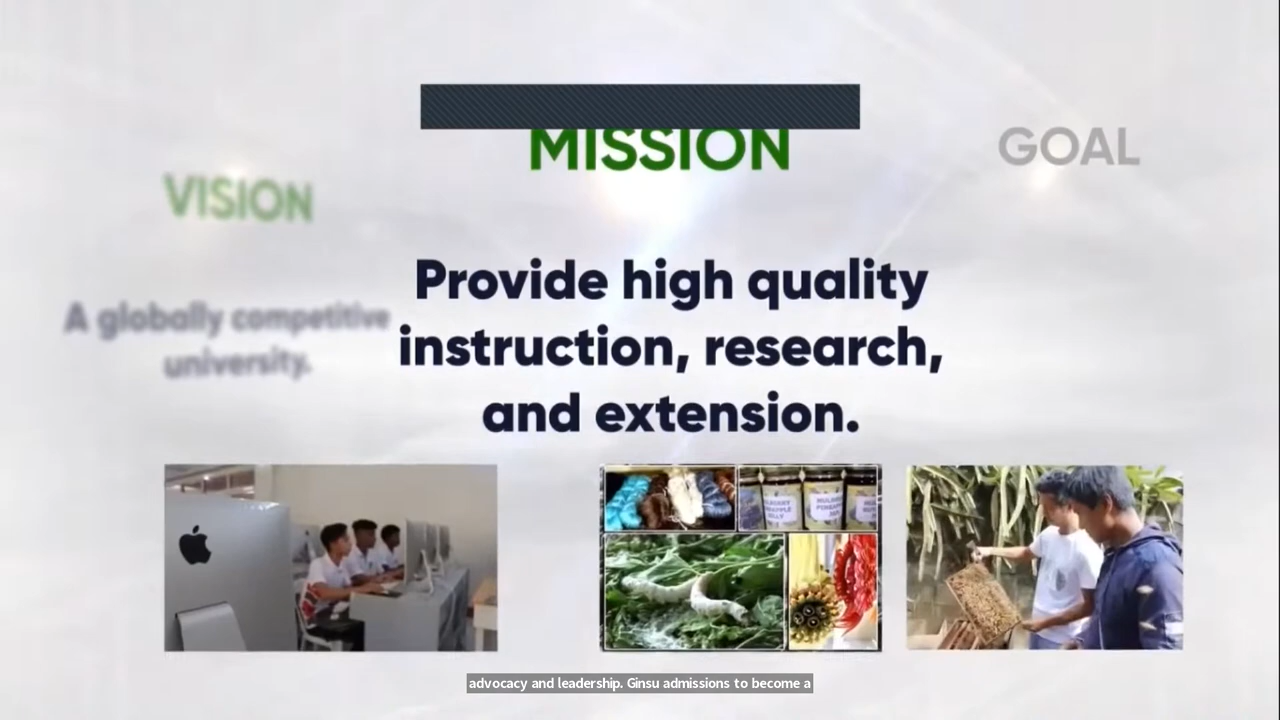 MISSION
GOAL
VISION
Provide high quality
instruction, research,
and extension.
A globally competitive
university.
advocacy and leadership. Ginsu admissions to become a